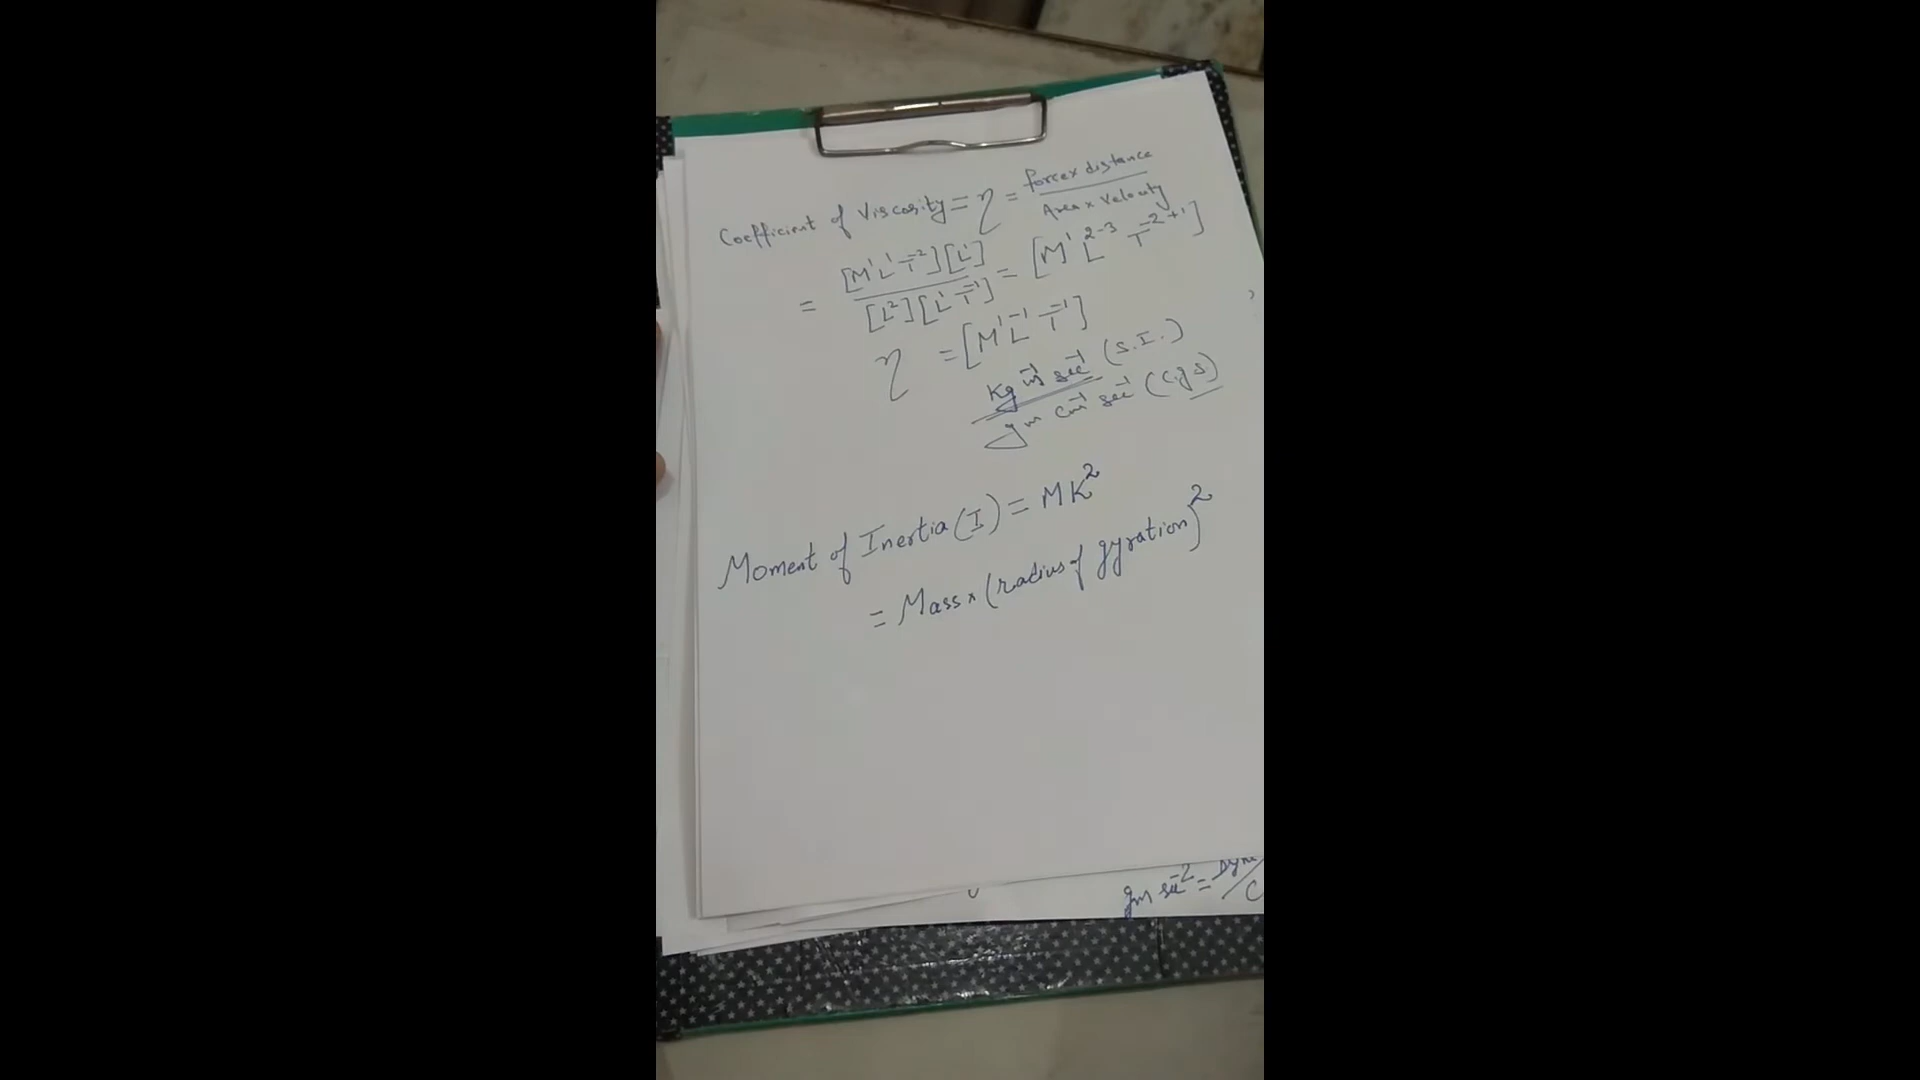 Coefficient of Viscosity = η = force × distance / Area × Velocity
= [M¹L¹T⁻²][L¹] / [L²][L¹T⁻¹] = [M¹ L²⁻³ T⁻²⁺¹]
η = [M¹L⁻¹T⁻¹]
Kg m⁻¹ sec⁻¹ (S.I.)
gm cm⁻¹ sec⁻¹ (C.g.s)
Moment of Inertia (I) = MK²
= Mass × (radius of gyration)²
gm sec⁻² =